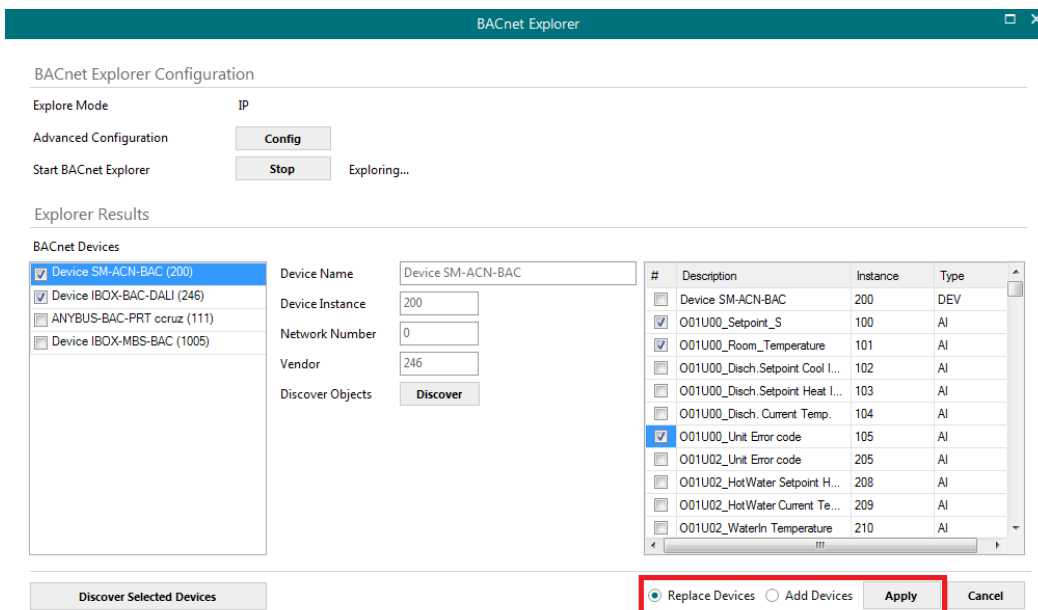 BACnet Explorer
BACnet Explorer Configuration
Explore Mode IP
Advanced Configuration Config
Start BACnet Explorer Stop Exploring...
Explorer Results
BACnet Devices
Device SM-ACN-BAC (200)
Device IBOX-BAC-DALI (246)
ANYBUS-BAC-PRT ccruz (111)
Device IBOX-MBS-BAC (1005)
Device Name Device SM-ACN-BAC
Device Instance 200
Network Number 0
Vendor 246
Discover Objects Discover
# Description Instance Type
Device SM-ACN-BAC 200 DEV
O01U00_Setpoint_S 100 AI
O01U00_Room_Temperature 101 AI
O01U00_Disch.Setpoint Cool I... 102 AI
O01U00_Disch.Setpoint Heat I... 103 AI
O01U00_Disch. Current Temp. 104 AI
O01U00_Unit Error code 105 AI
O01U02_Unit Error code 205 AI
O01U02_HotWater Setpoint H... 208 AI
O01U02_HotWater Current Te... 209 AI
O01U02_WaterIn Temperature 210 AI
Discover Selected Devices Replace Devices Add Devices Apply Cancel